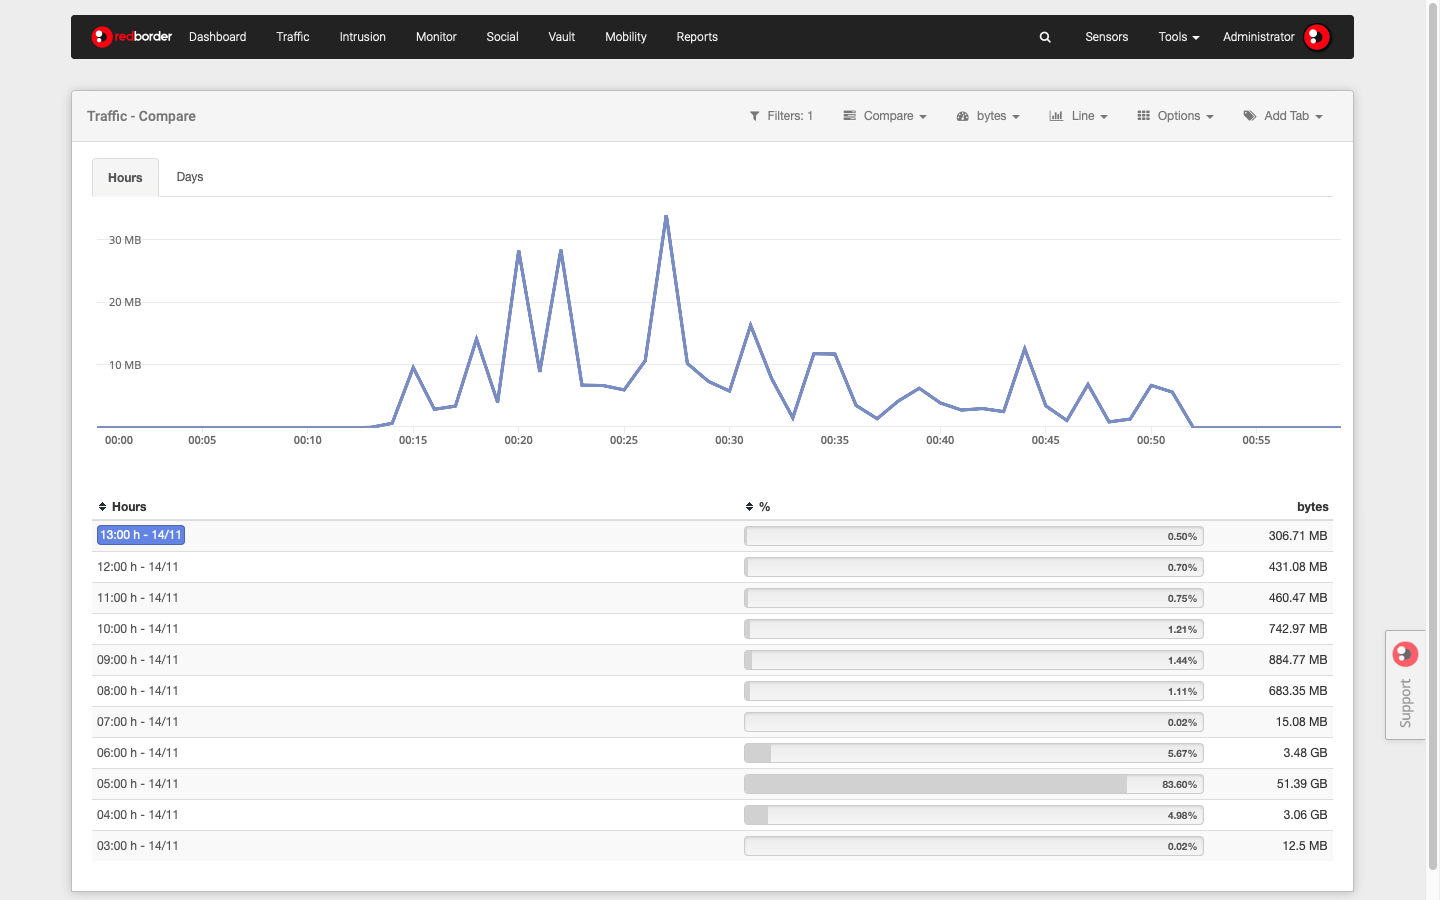 redborder Dashboard Traffic Intrusion Monitor Social Vault Mobility Reports Sensors Tools Administrator
Traffic - Compare Filters: 1 Compare bytes Line Options Add Tab
Hours Days
30 MB
20 MB
10 MB
00:00 00:05 00:10 00:15 00:20 00:25 00:30 00:35 00:40 00:45 00:50 00:55
Hours % bytes
13:00 h - 14/11 0.50% 306.71 MB
12:00 h - 14/11 0.70% 431.08 MB
11:00 h - 14/11 0.75% 460.47 MB
10:00 h - 14/11 1.21% 742.97 MB
09:00 h - 14/11 1.44% 884.77 MB
08:00 h - 14/11 1.11% 683.35 MB
07:00 h - 14/11 0.02% 15.08 MB
06:00 h - 14/11 5.67% 3.48 GB
05:00 h - 14/11 83.60% 51.39 GB
04:00 h - 14/11 4.98% 3.06 GB
03:00 h - 14/11 0.02% 12.5 MB
Support